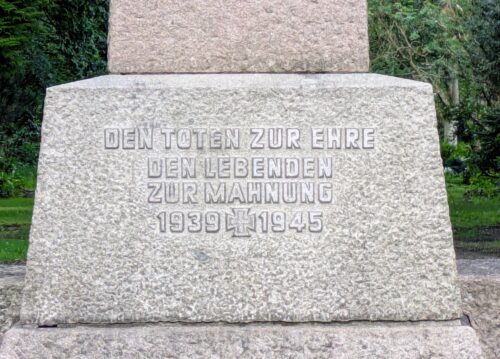 DEN TOTEN ZUR EHRE
DEN LEBENDEN
ZUR MAHNUNG
1939 1945